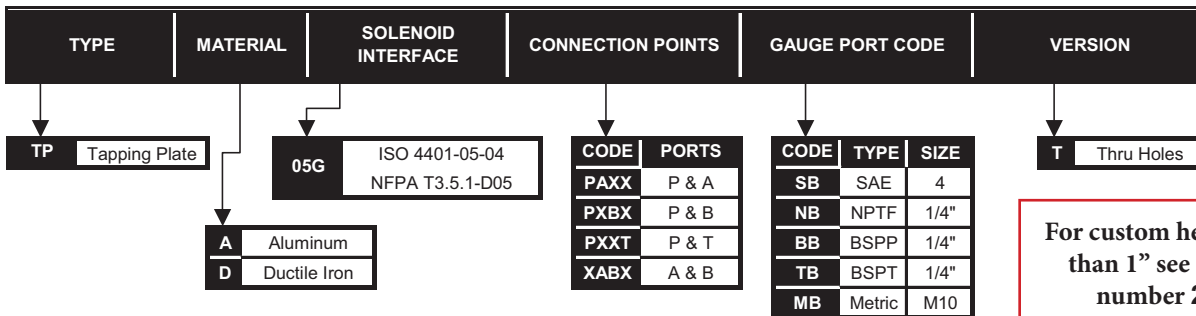 TYPE MATERIAL SOLENOID INTERFACE CONNECTION POINTS GAUGE PORT CODE VERSION
TP Tapping Plate
A Aluminum
D Ductile Iron
05G ISO 4401-05-04
NFPA T3.5.1-D05
CODE PORTS
PAXX P & A
PXBX P & B
PXXT P & T
XABX A & B
CODE TYPE SIZE
SB SAE 4
NB NPTF 1/4"
BB BSPP 1/4"
TB BSPT 1/4"
MB Metric M10
T Thru Holes
For custom he
than 1” see
number 2